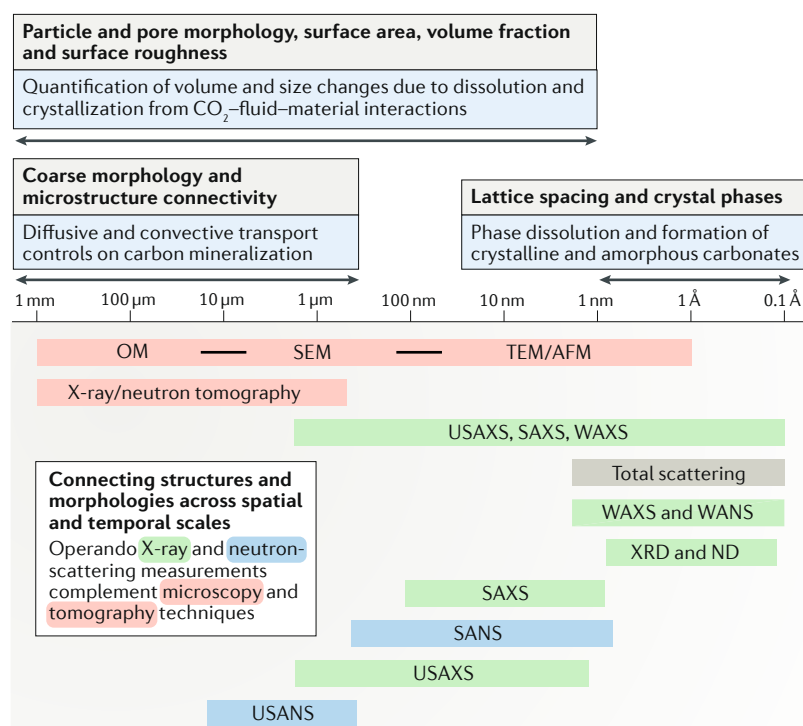 Particle and pore morphology, surface area, volume fraction
and surface roughness
Quantification of volume and size changes due to dissolution and
crystallization from CO₂–fluid–material interactions
Coarse morphology and
microstructure connectivity
Diffusive and convective transport
controls on carbon mineralization
Lattice spacing and crystal phases
Phase dissolution and formation of
crystalline and amorphous carbonates
1 mm 100 μm 10 μm 1 μm 100 nm 10 nm 1 nm 1 Å 0.1 Å
OM SEM TEM/AFM
X-ray/neutron tomography
USAXS, SAXS, WAXS
Total scattering
WAXS and WANS
XRD and ND
SAXS
SANS
USAXS
USANS
Connecting structures and
morphologies across spatial
and temporal scales
Operando X-ray and neutron-
scattering measurements
complement microscopy and
tomography techniques